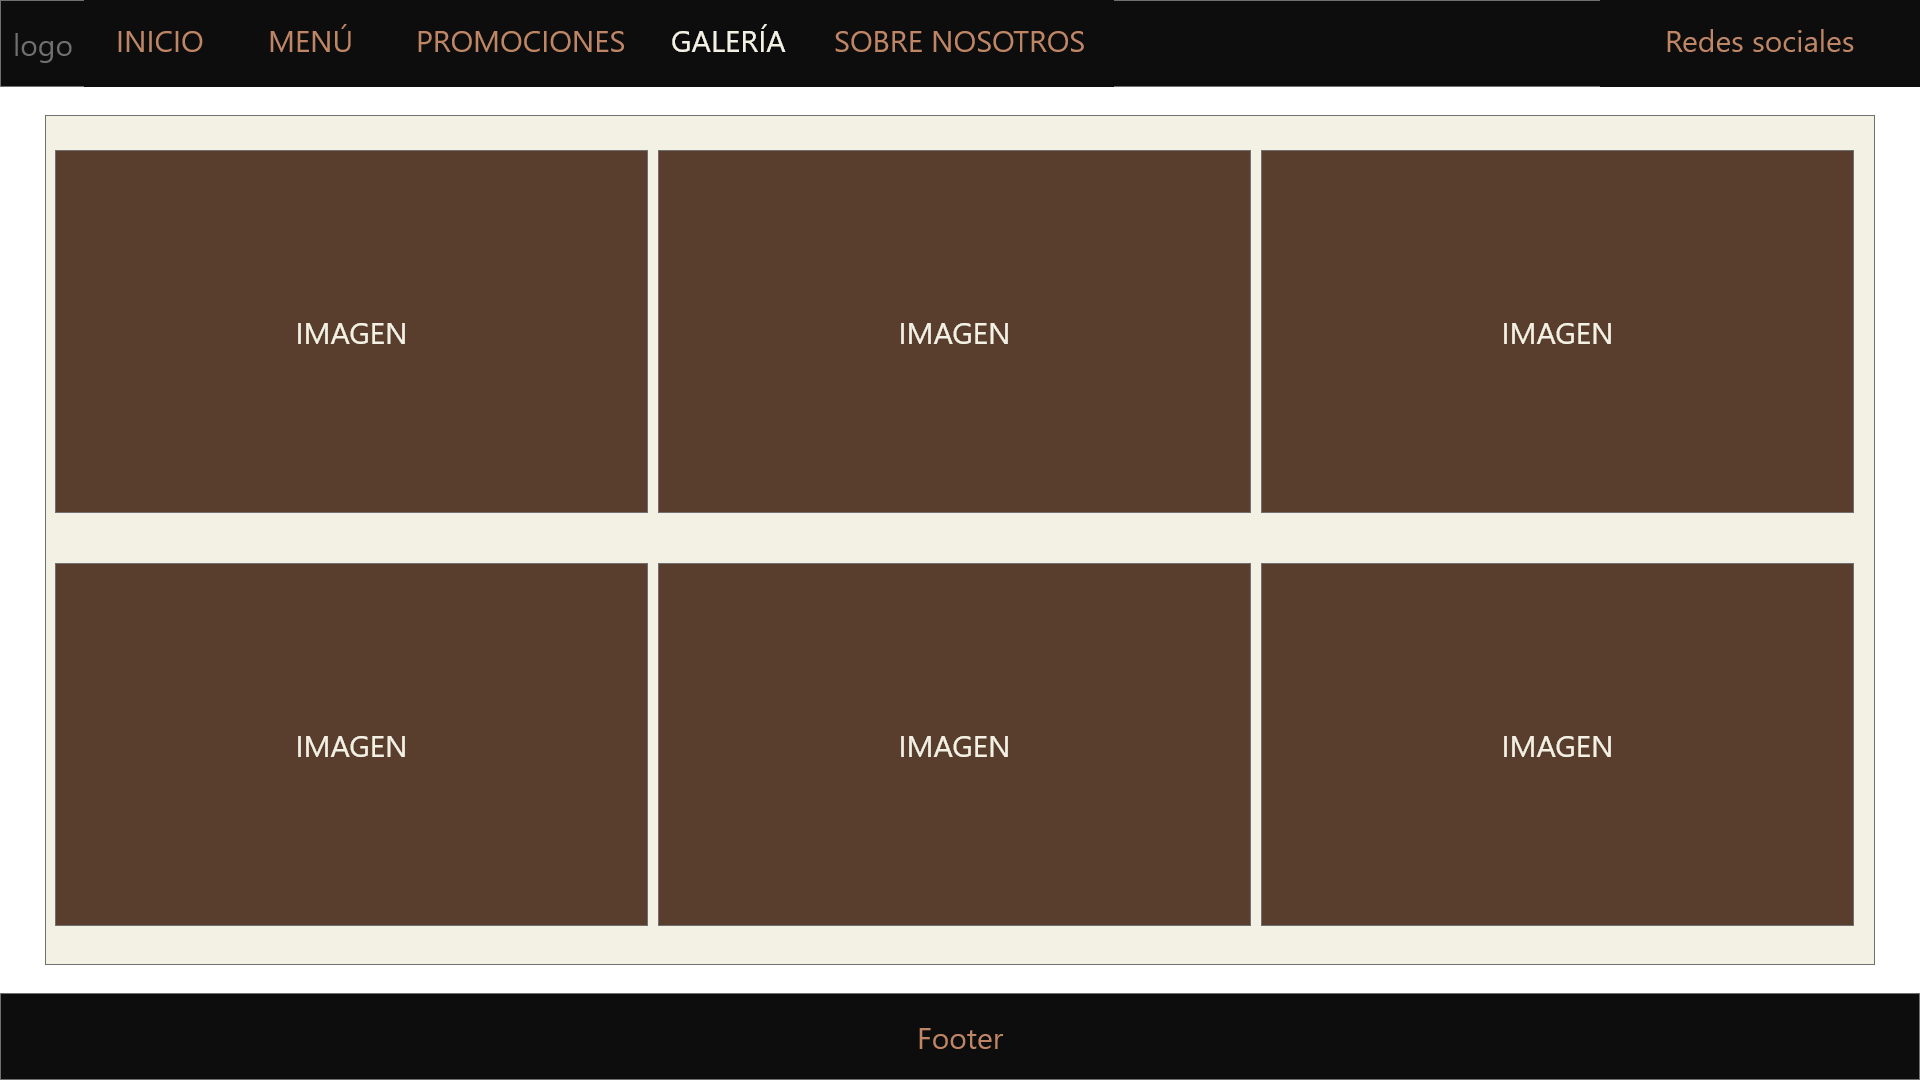 logo INICIO MENÚ PROMOCIONES GALERÍA SOBRE NOSOTROS Redes sociales
IMAGEN IMAGEN IMAGEN
IMAGEN IMAGEN IMAGEN
Footer